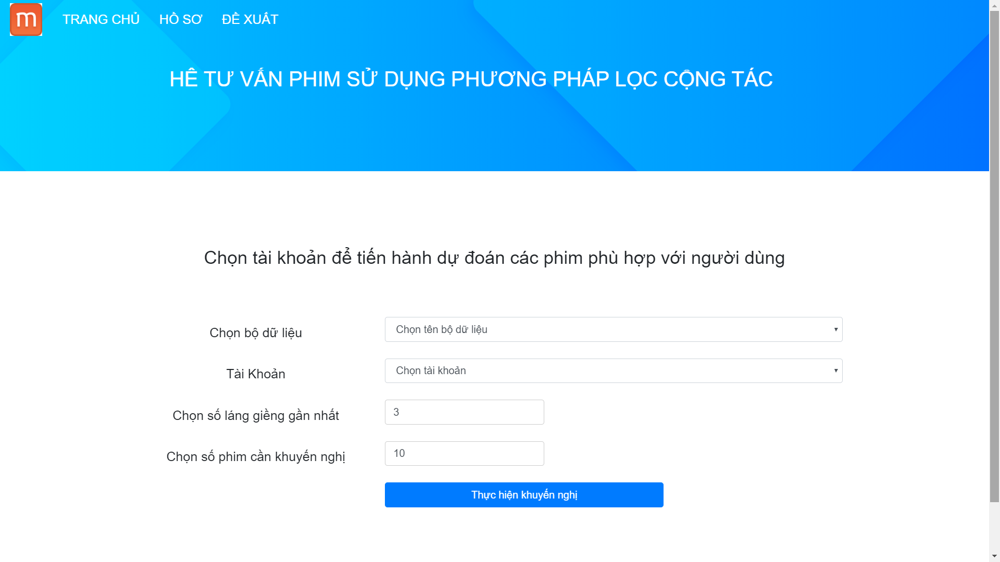 m
TRANG CHỦ HỒ SƠ ĐỀ XUẤT
HỆ TƯ VẤN PHIM SỬ DỤNG PHƯƠNG PHÁP LỌC CỘNG TÁC
Chọn tài khoản để tiến hành dự đoán các phim phù hợp với người dùng
Chọn bộ dữ liệu Chọn tên bộ dữ liệu
Tài Khoản Chọn tài khoản
Chọn số láng giềng gần nhất 3
Chọn số phim cần khuyến nghị 10
Thực hiện khuyến nghị